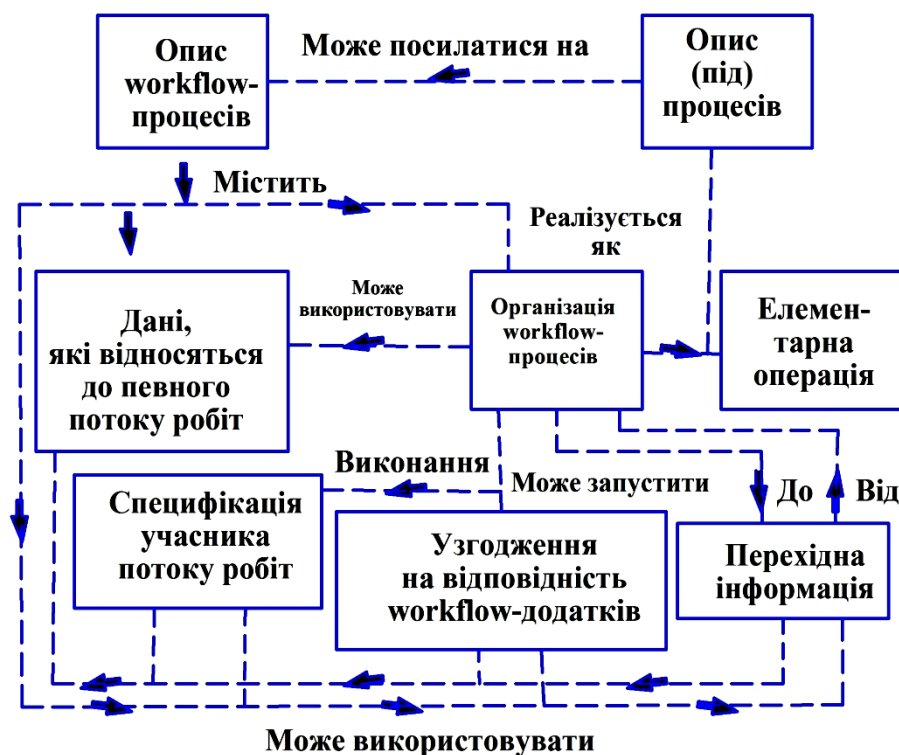 Опис
workflow-
процесів
Може посилатися на
Опис
(під)
процесів
Містить
Реалізується
як
Дані,
які відносяться
до певного
потоку робіт
Може
використовувати
Організація
workflow-
процесів
Елемен-
тарна
операція
Виконання
Може запустити
До
Від
Специфікація
учасника
потоку робіт
Узгодження
на відповідність
workflow-додатків
Перехідна
інформація
Може використовувати